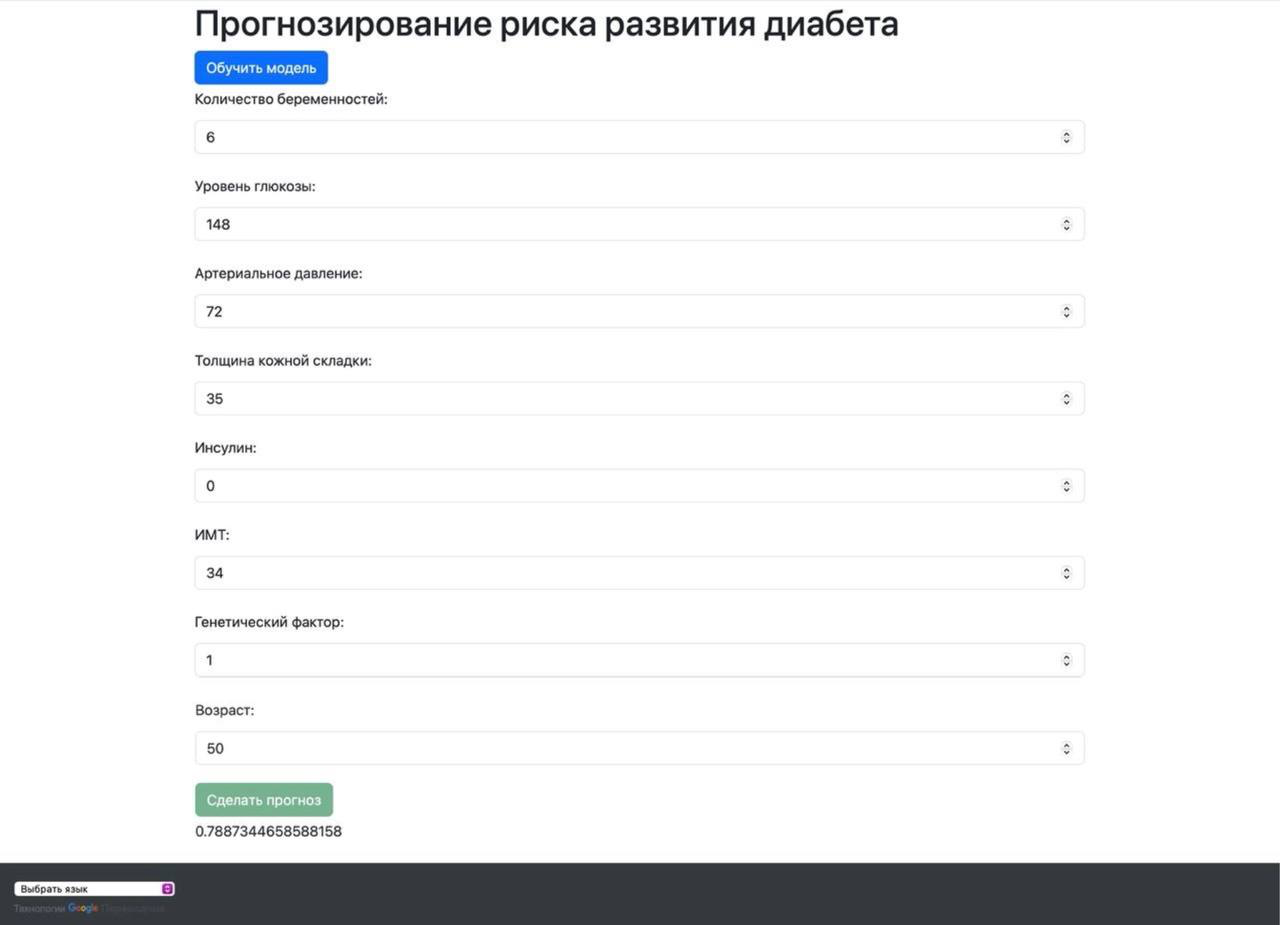 Прогнозирование риска развития диабета
Обучить модель
Количество беременностей:
6
Уровень глюкозы:
148
Артериальное давление:
72
Толщина кожной складки:
35
Инсулин:
0
ИМТ:
34
Генетический фактор:
1
Возраст:
50
Сделать прогноз
0.7887344658588158
Выбрать язык
Технологии Google Переводчик